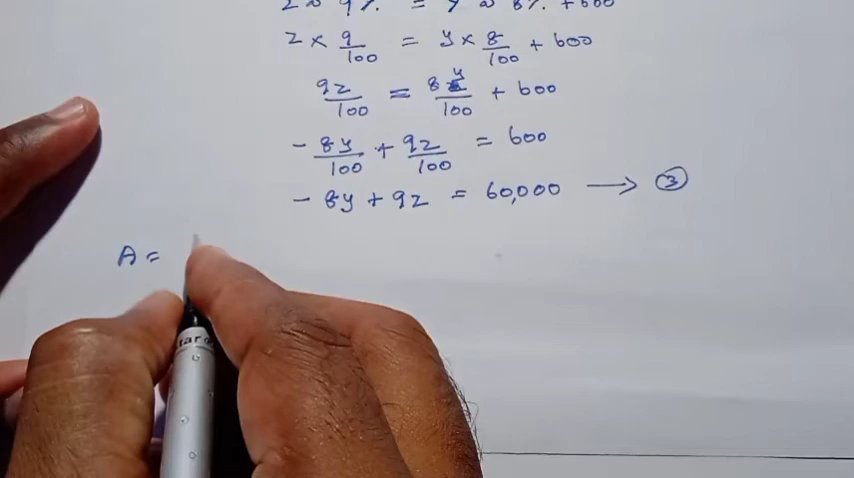 z × 9/100 = y × 8/100 + 600
9z/100 = 8y/100 + 600
- 8y/100 + 9z/100 = 600
- 8y + 9z = 60,000 → ③
A =